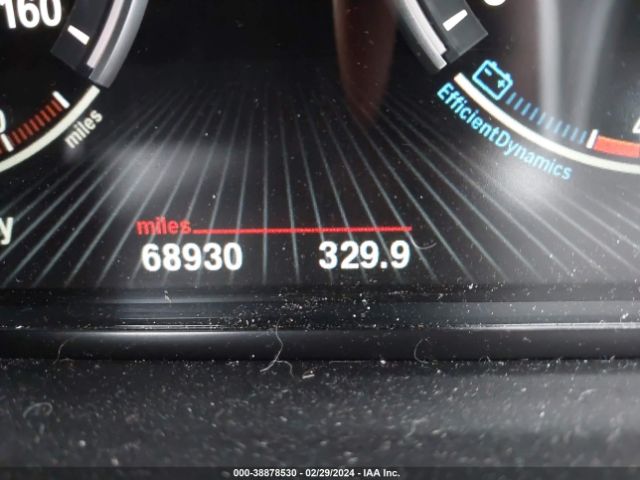 160
miles
EfficientDynamics
miles
68930 329.9
000-38878530 - 02/29/2024 - IAA Inc.